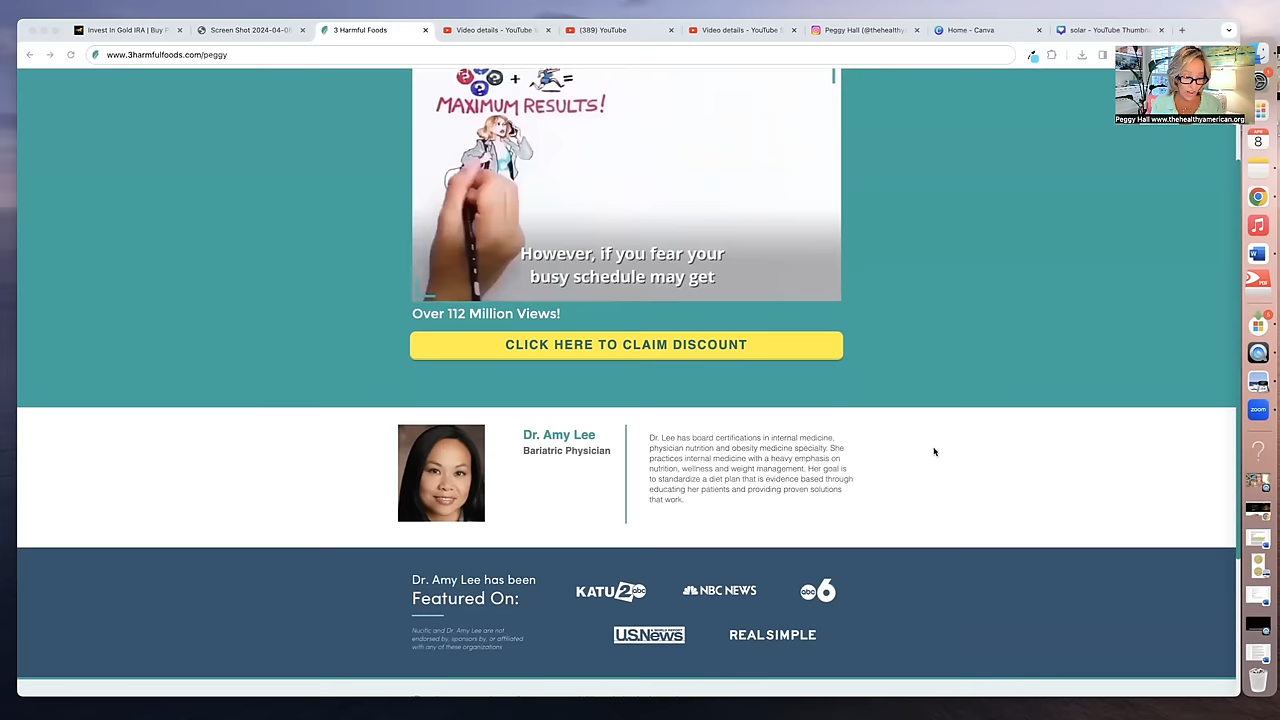 Invest In Gold IRA | Buy P
Screen Shot 2024-04-0
3 Harmful Foods
Video details - YouTube S
(389) YouTube
Video details - YouTube S
Peggy Hall (@thehealthy
Home - Canva
solar - YouTube Thumbn
www.3harmfulfoods.com/peggy
Peggy Hall www.thehealthyamerican.org
APR
8
? ? ? + =
MAXIMUM RESULTS!
However, if you fear your
busy schedule may get
Over 112 Million Views!
CLICK HERE TO CLAIM DISCOUNT
Dr. Amy Lee
Bariatric Physician
Dr. Lee has board certifications in internal medicine,
physician nutrition and obesity medicine specialty. She
practices internal medicine with a heavy emphasis on
nutrition, wellness and weight management. Her goal is
to standardize a diet plan that is evidence based through
educating her patients and providing proven solutions
that work.
Dr. Amy Lee has been
Featured On:
Nucific and Dr. Amy Lee are not
endorsed by, sponsors by, or affiliated
with any of these organizations
KATU 2 abc
NBC NEWS
abc 6
U.S.News
REALSIMPLE
PDF
zoom